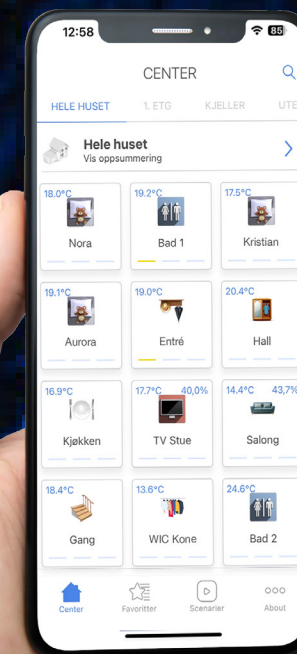 12:58
85
CENTER
HELE HUSET 1. ETG KJELLER UTE
Hele huset
Vis oppsummering
18.0°C 19.2°C 17.5°C
Nora Bad 1 Kristian
19.1°C 19.0°C 20.4°C
Aurora Entré Hall
16.9°C 17.7°C 40,0% 14.4°C 43,7%
Kjøkken TV Stue Salong
18.4°C 13.6°C 24.6°C
Gang WIC Kone Bad 2
Center Favoritter Scenarier About